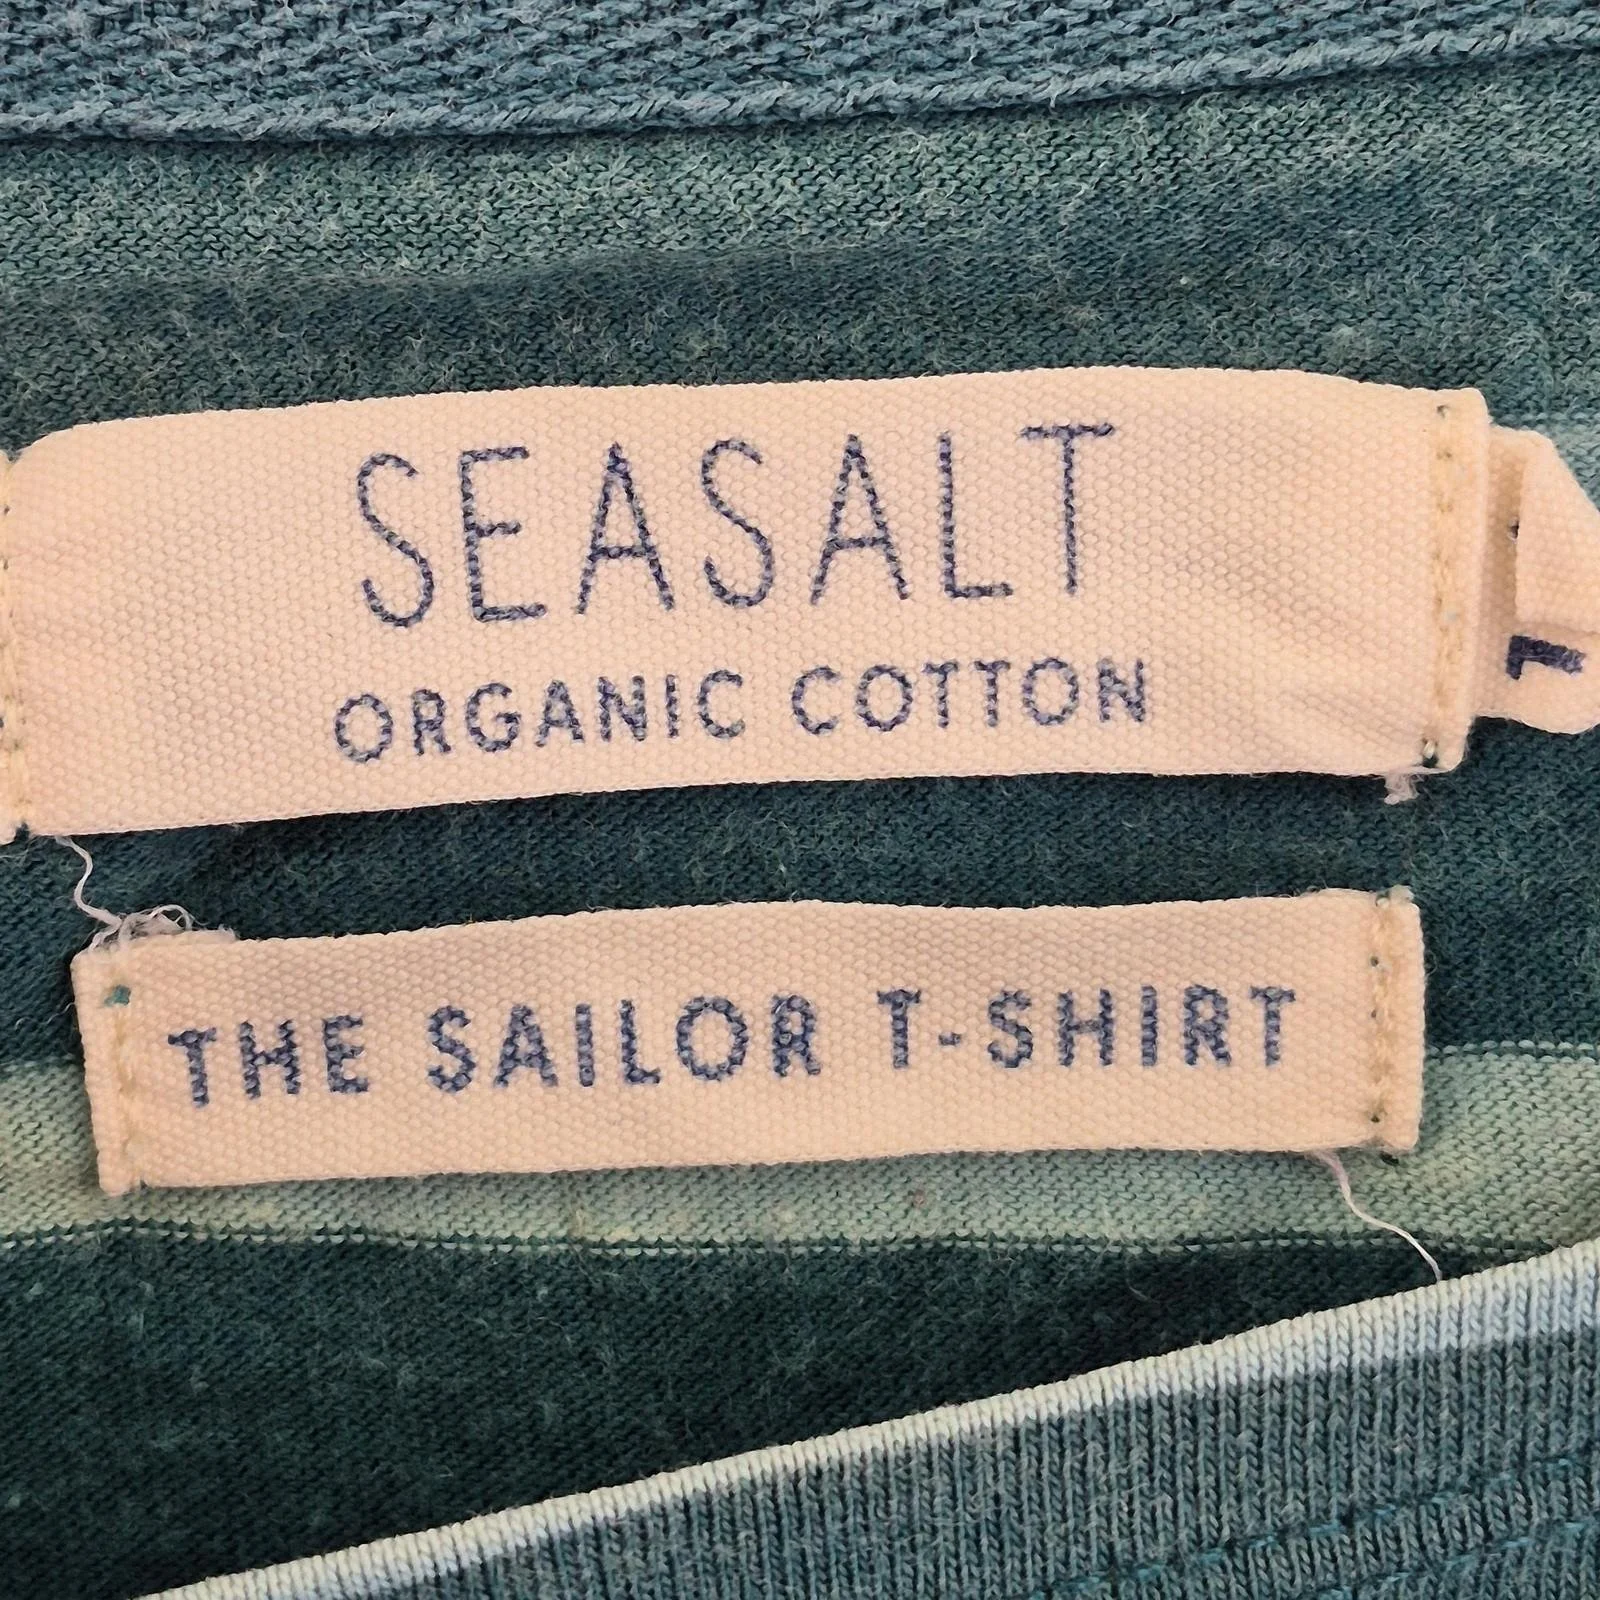 SEASALT
ORGANIC COTTON
THE SAILOR T-SHIRT